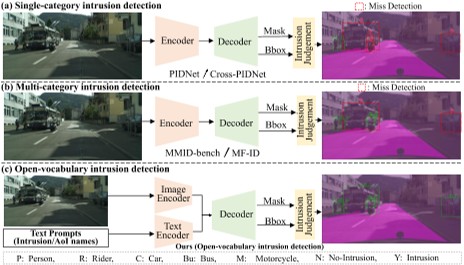 (a) Single-category intrusion detection
: Miss Detection
Encoder
Decoder
Mask
Bbox
Intrusion
Judgement
PIDNet / Cross-PIDNet
(b) Multi-category intrusion detection
: Miss Detection
Encoder
Decoder
Mask
Bbox
Intrusion
Judgement
MMID-bench / MF-ID
(c) Open-vocabulary intrusion detection
Image
Encoder
Text
Encoder
Decoder
Mask
Bbox
Intrusion
Judgement
Text Prompts
(Intrusion/AoI names)
Ours (Open-vocabulary intrusion detection)
P: Person, R: Rider, C: Car, Bu: Bus, M: Motorcycle, N: No-Intrusion, Y: Intrusion